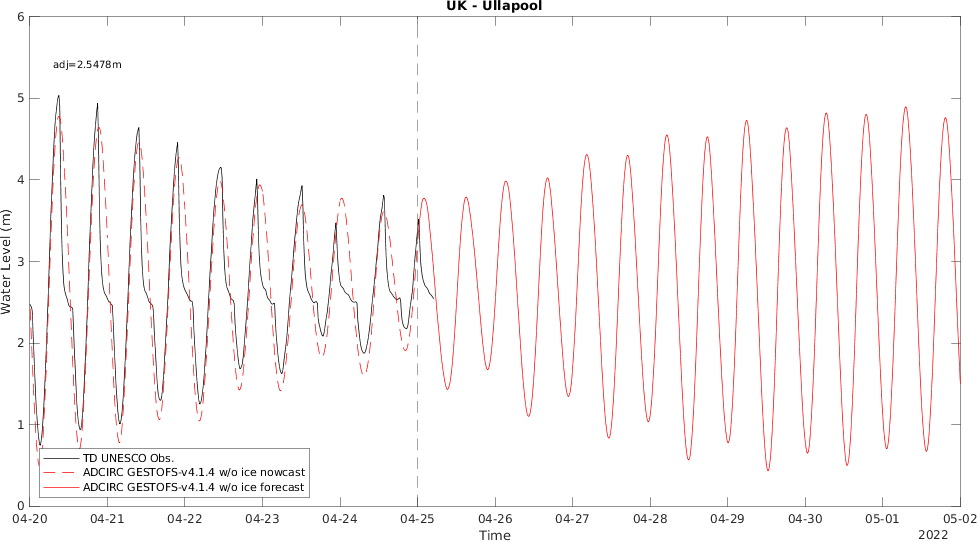 UK - Ullapool
6
adj=2.5478m
5
4
3
2
1
0
Water Level (m)
TD UNESCO Obs.
ADCIRC GESTOFS-v4.1.4 w/o ice nowcast
ADCIRC GESTOFS-v4.1.4 w/o ice forecast
04-20 04-21 04-22 04-23 04-24 04-25 04-26 04-27 04-28 04-29 04-30 05-01 05-02
Time
2022